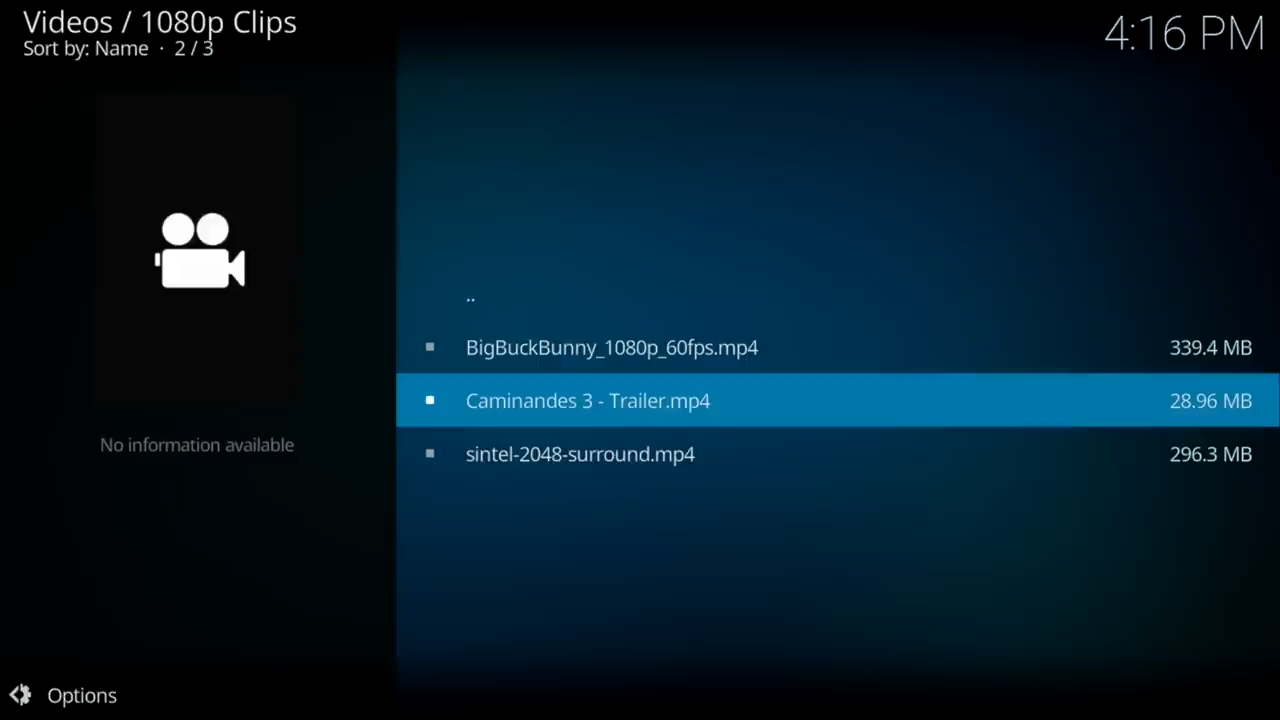 Videos / 1080p Clips
Sort by: Name · 2 / 3
4:16 PM
..
BigBuckBunny_1080p_60fps.mp4 339.4 MB
Caminandes 3 - Trailer.mp4 28.96 MB
sintel-2048-surround.mp4 296.3 MB
No information available
Options